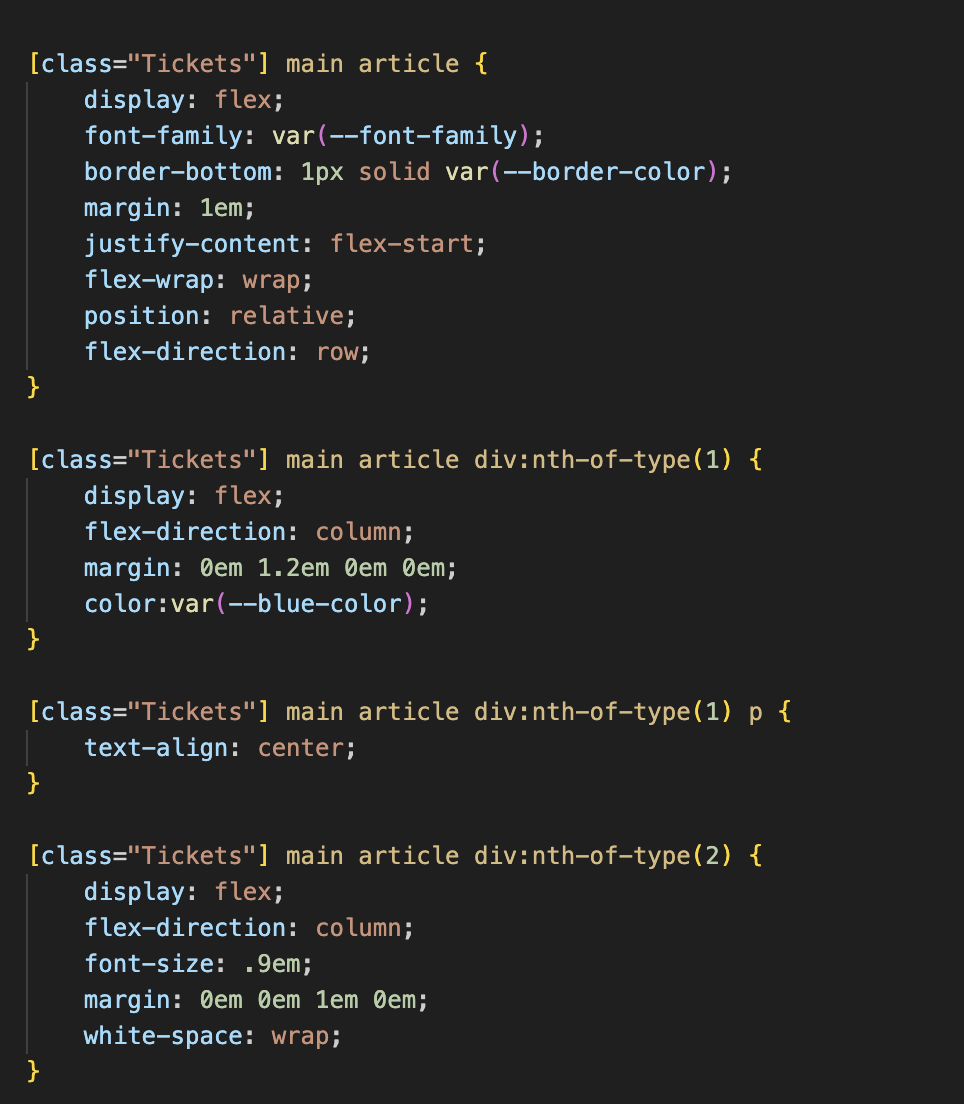 [class="Tickets"] main article {
    display: flex;
    font-family: var(--font-family);
    border-bottom: 1px solid var(--border-color);
    margin: 1em;
    justify-content: flex-start;
    flex-wrap: wrap;
    position: relative;
    flex-direction: row;
}

[class="Tickets"] main article div:nth-of-type(1) {
    display: flex;
    flex-direction: column;
    margin: 0em 1.2em 0em 0em;
    color:var(--blue-color);
}

[class="Tickets"] main article div:nth-of-type(1) p {
    text-align: center;
}

[class="Tickets"] main article div:nth-of-type(2) {
    display: flex;
    flex-direction: column;
    font-size: .9em;
    margin: 0em 0em 1em 0em;
    white-space: wrap;
}